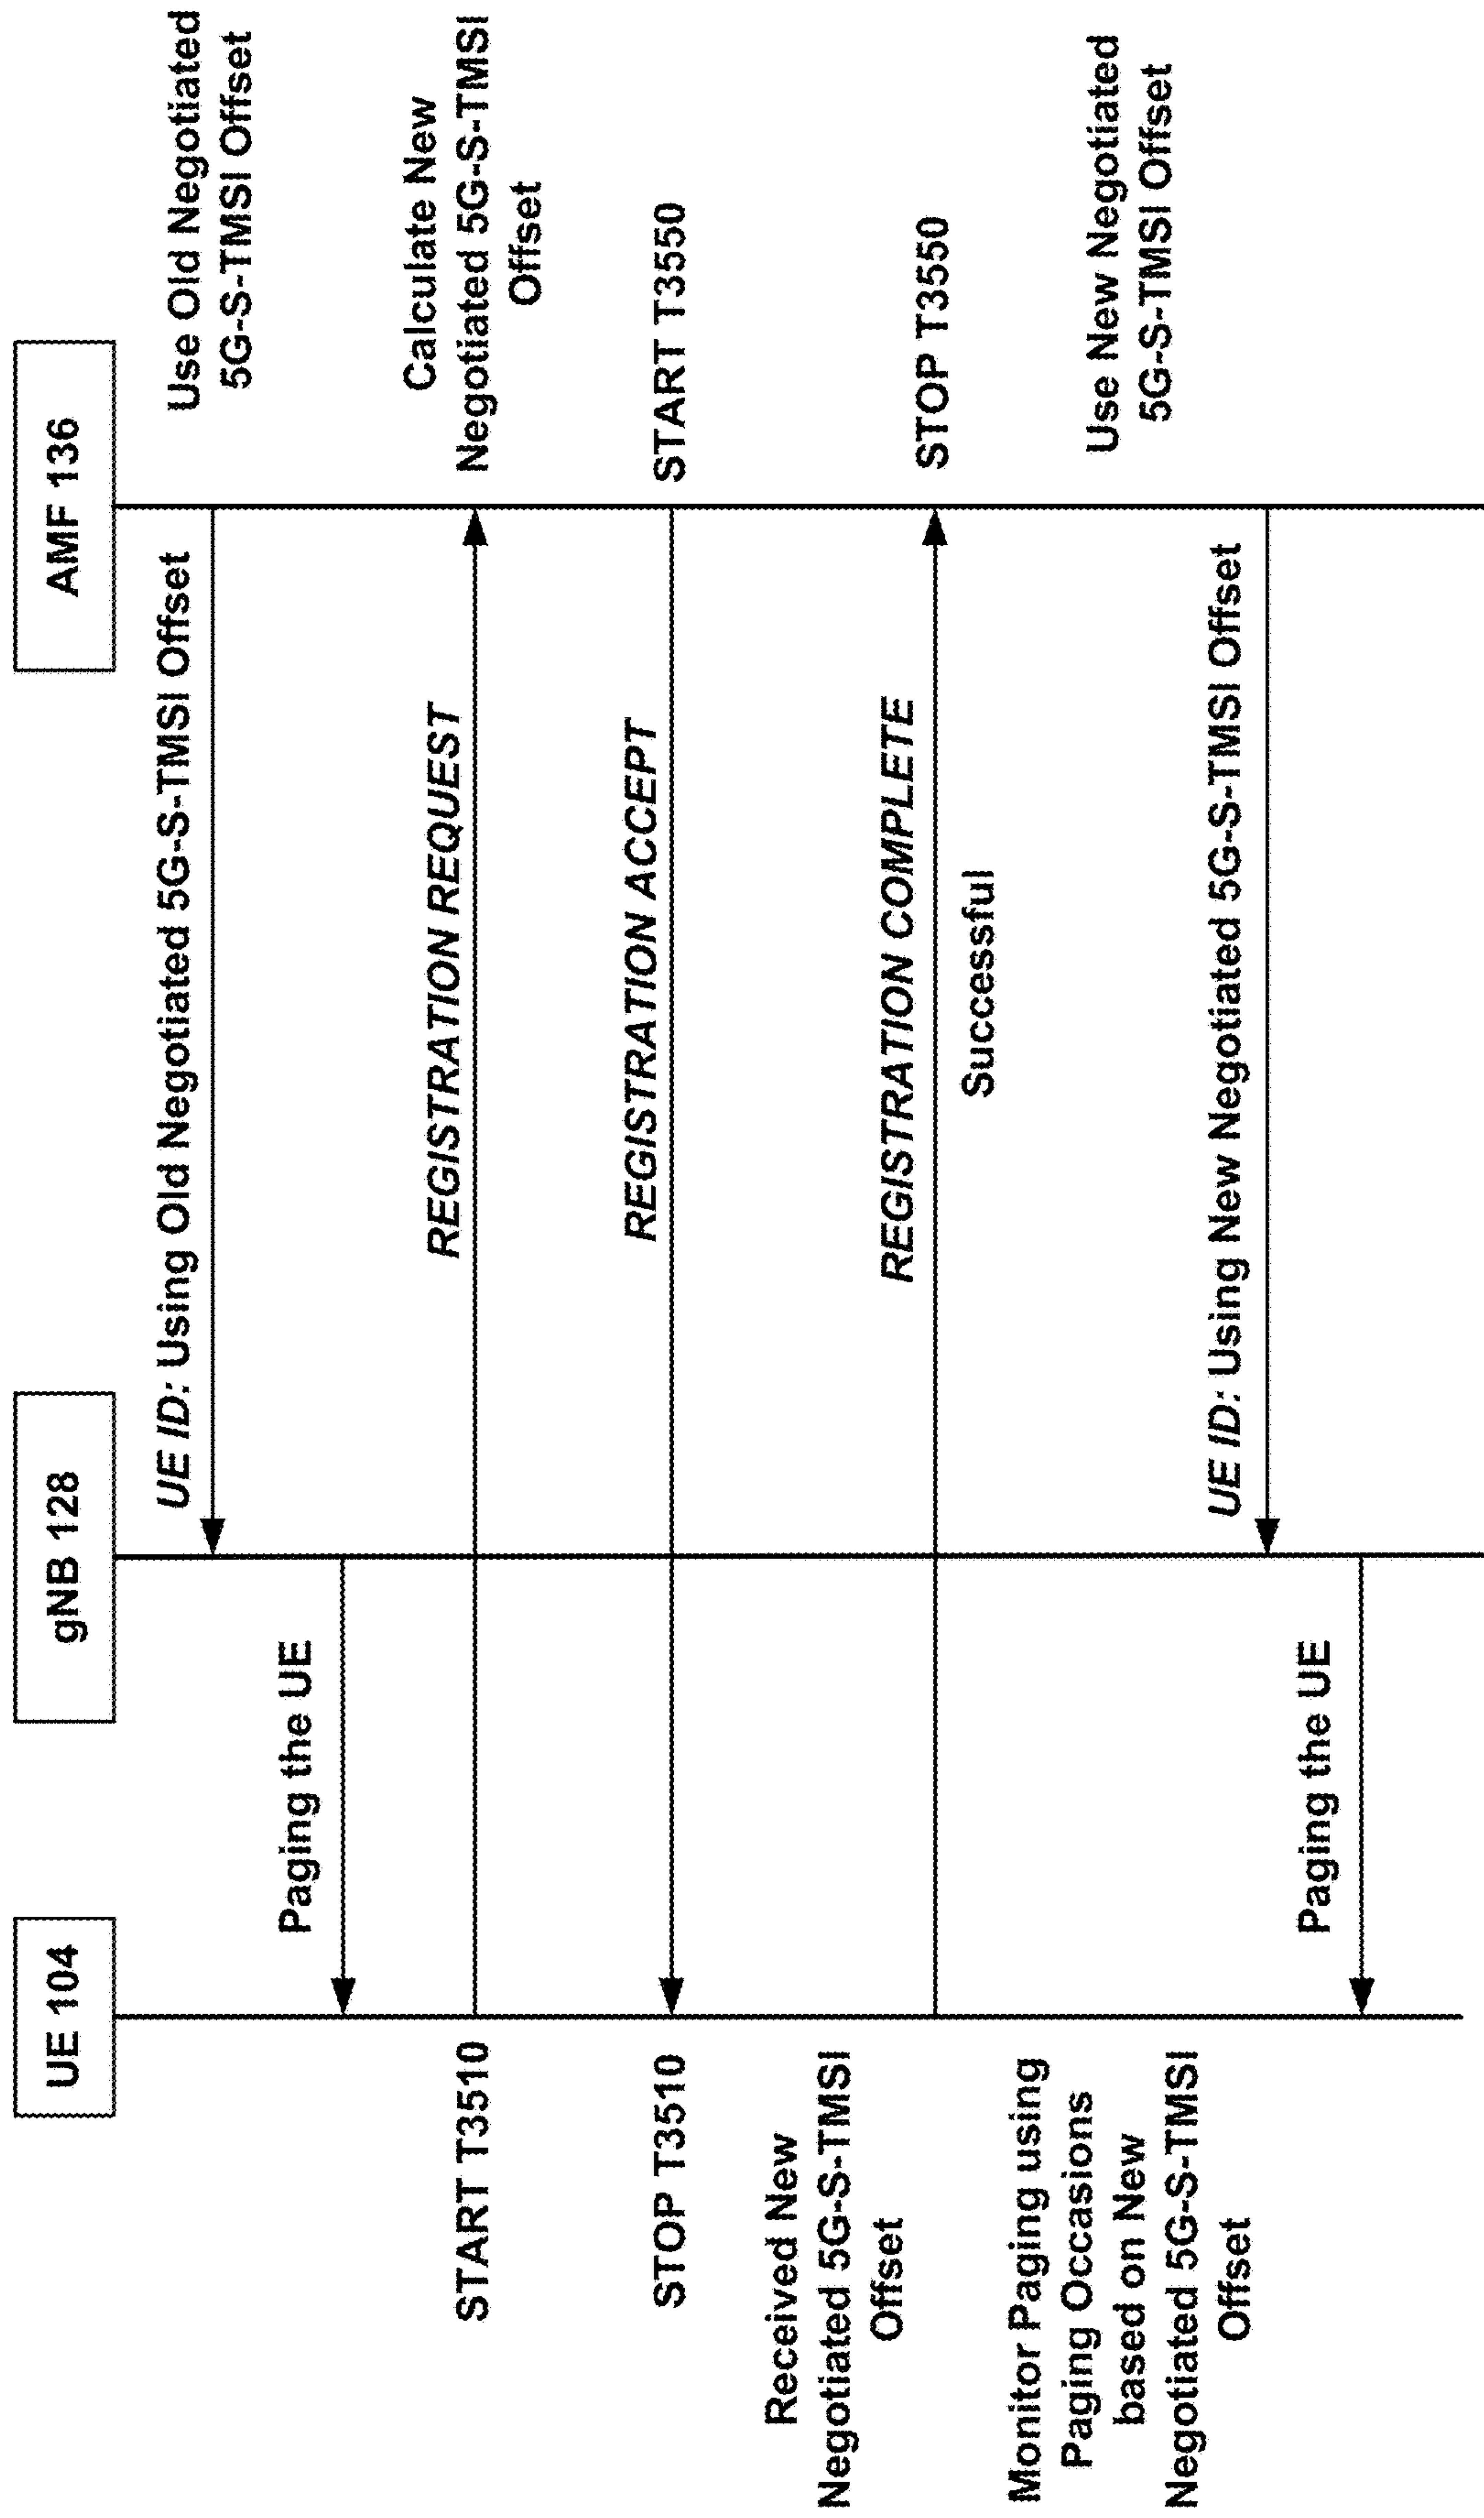 UE 104
gNB 128
AMF 136
UE ID: Using Old Negotiated 5G-S-TMSI Offset
Use Old Negotiated
5G-S-TMSI Offset
Paging the UE
START T3510
REGISTRATION REQUEST
Calculate New
Negotiated 5G-S-TMSI
Offset
STOP T3510
REGISTRATION ACCEPT
START T3550
Received New
Negotiated 5G-S-TMSI
Offset
REGISTRATION COMPLETE
STOP T3550
Successful
Monitor Paging using
Paging Occasions
based on New
Negotiated 5G-S-TMSI
Offset
UE ID: Using New Negotiated 5G-S-TMSI Offset
Use New Negotiated
5G-S-TMSI Offset
Paging the UE